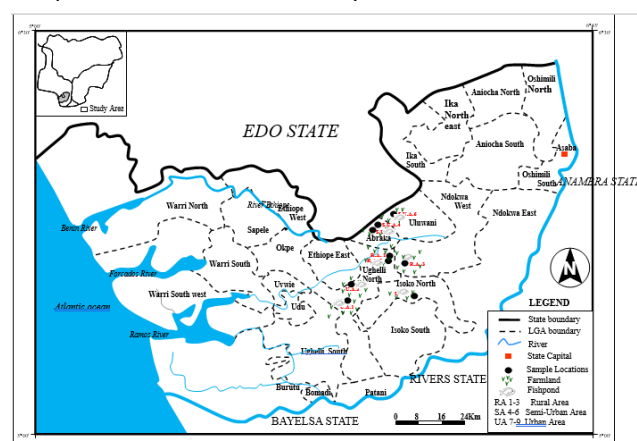 Study Area
EDO STATE
Oshimili
North
Aniocha North
Ika
North
east
Aniocha South
Asaba
Ika
South
Oshimili
South
ANAMBRA STATE
Ndokwa
West
Ndokwa East
Uluwani
Warri North
River Ethiope
Ethiope
West
Sapele
Benin River
Okpe
Abraka
Ethiope East
Warri South
Ughelli
North
Forcados River
Urwie
Isoko North
Warri South west
Udu
Atlantic ocean
Isoko South
Ramos River
Ughelli South
Burutu
Bomadi
Patani
RIVERS STATE
BAYELSA STATE
0 8 16 24Km
N
LEGEND
State boundary
LGA boundary
River
State Capital
Sample Locations
Farmland
Fishpond
RA 1-3 Rural Area
SA 4-6 Semi-Urban Area
UA 7-9 Urban Area